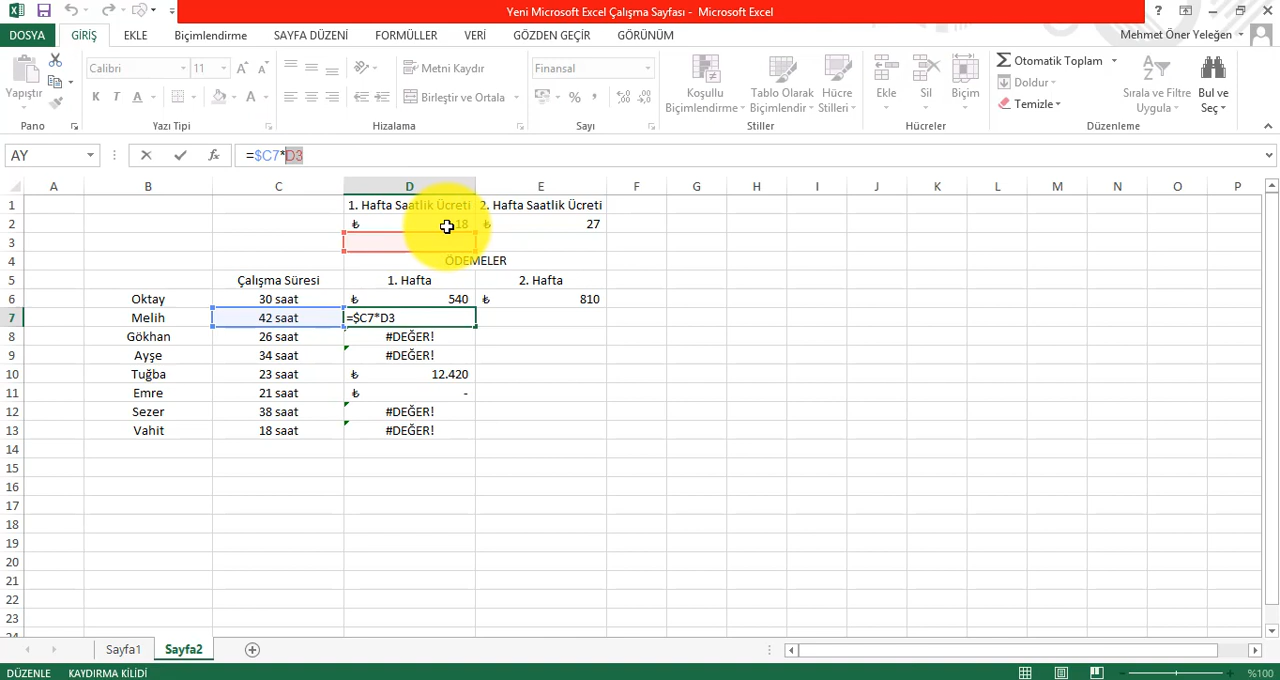 Yeni Microsoft Excel Çalışma Sayfası - Microsoft Excel
DOSYA GİRİŞ EKLE Biçimlendirme SAYFA DÜZENİ FORMÜLLER VERİ GÖZDEN GEÇİR GÖRÜNÜM Mehmet Öner Yeleğen
Yapıştır
Calibri 11
K T A
Metni Kaydır
Birleştir ve Ortala
Finansal
Koşullu Biçimlendirme
Tablo Olarak Biçimlendir
Hücre Stilleri
Ekle Sil Biçim
Otomatik Toplam
Doldur
Temizle
Sırala ve Filtre Uygula
Bul ve Seç
Pano Yazı Tipi Hizalama Sayı Stiller Hücreler Düzenleme
AY =$C7*D3
A B C D E F G H I J K L M N O P
1 1. Hafta Saatlik Ücreti 2. Hafta Saatlik Ücreti
2 ₺ 18 ₺ 27
3
4 ÖDEMELER
5 Çalışma Süresi 1. Hafta 2. Hafta
6 Oktay 30 saat ₺ 540 ₺ 810
7 Melih 42 saat =$C7*D3
8 Gökhan 26 saat #DEĞER!
9 Ayşe 34 saat #DEĞER!
10 Tuğba 23 saat ₺ 12.420
11 Emre 21 saat ₺ -
12 Sezer 38 saat #DEĞER!
13 Vahit 18 saat #DEĞER!
14
15
16
17
18
19
20
21
22
23
24
Sayfa1 Sayfa2
DÜZENLE KAYDIRMA KİLİDİ %100